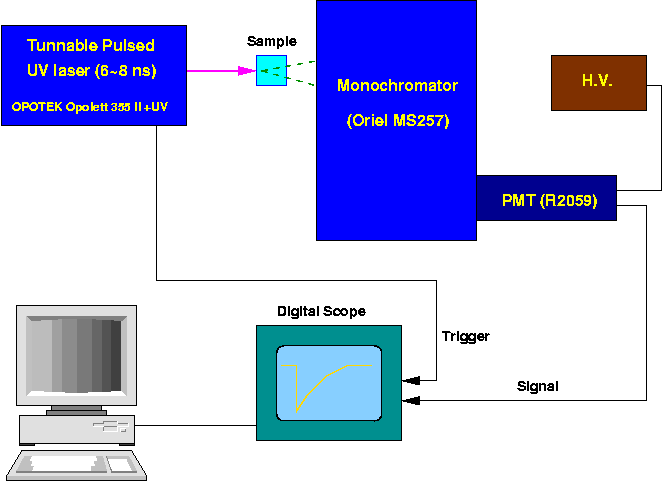 Tunnable Pulsed
UV laser (6~8 ns)
OPOTEK Opolett 355 II+UV
Sample
Monochromator
(Oriel MS257)
H.V.
PMT (R2059)
Digital Scope
Trigger
Signal